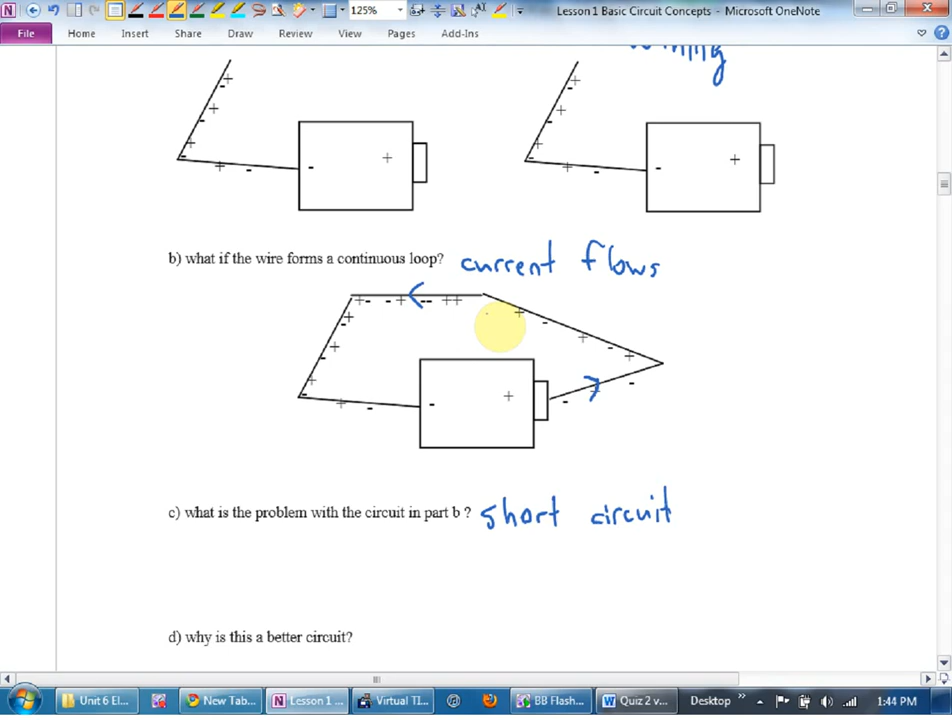 125%
Lesson 1 Basic Circuit Concepts - Microsoft OneNote
File Home Insert Share Draw Review View Pages Add-Ins
+ - + - + - + - - +
+ - + - + - + - - +
b) what if the wire forms a continuous loop? current flows
+- - + -- ++ + - + - + - + -
- + + - + - + - - +
c) what is the problem with the circuit in part b ? short circuit
d) why is this a better circuit?
Unit 6 El... New Tab... Lesson 1 ... Virtual TI... BB Flash... Quiz 2 v... Desktop » 1:44 PM